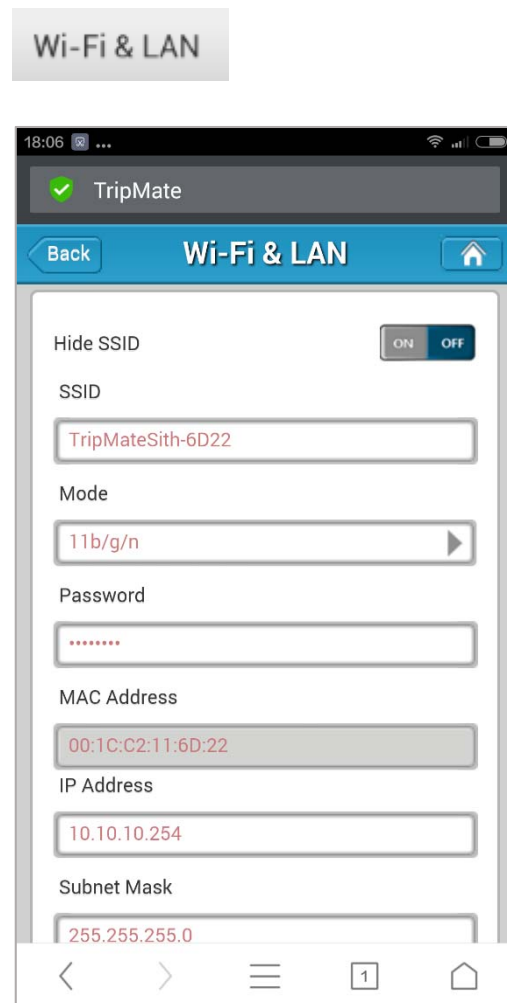 Wi-Fi & LAN
18:06 ...
TripMate
Back Wi-Fi & LAN
Hide SSID ON OFF
SSID
TripMateSith-6D22
Mode
11b/g/n
Password
••••••••
MAC Address
00:1C:C2:11:6D:22
IP Address
10.10.10.254
Subnet Mask
255.255.255.0
1